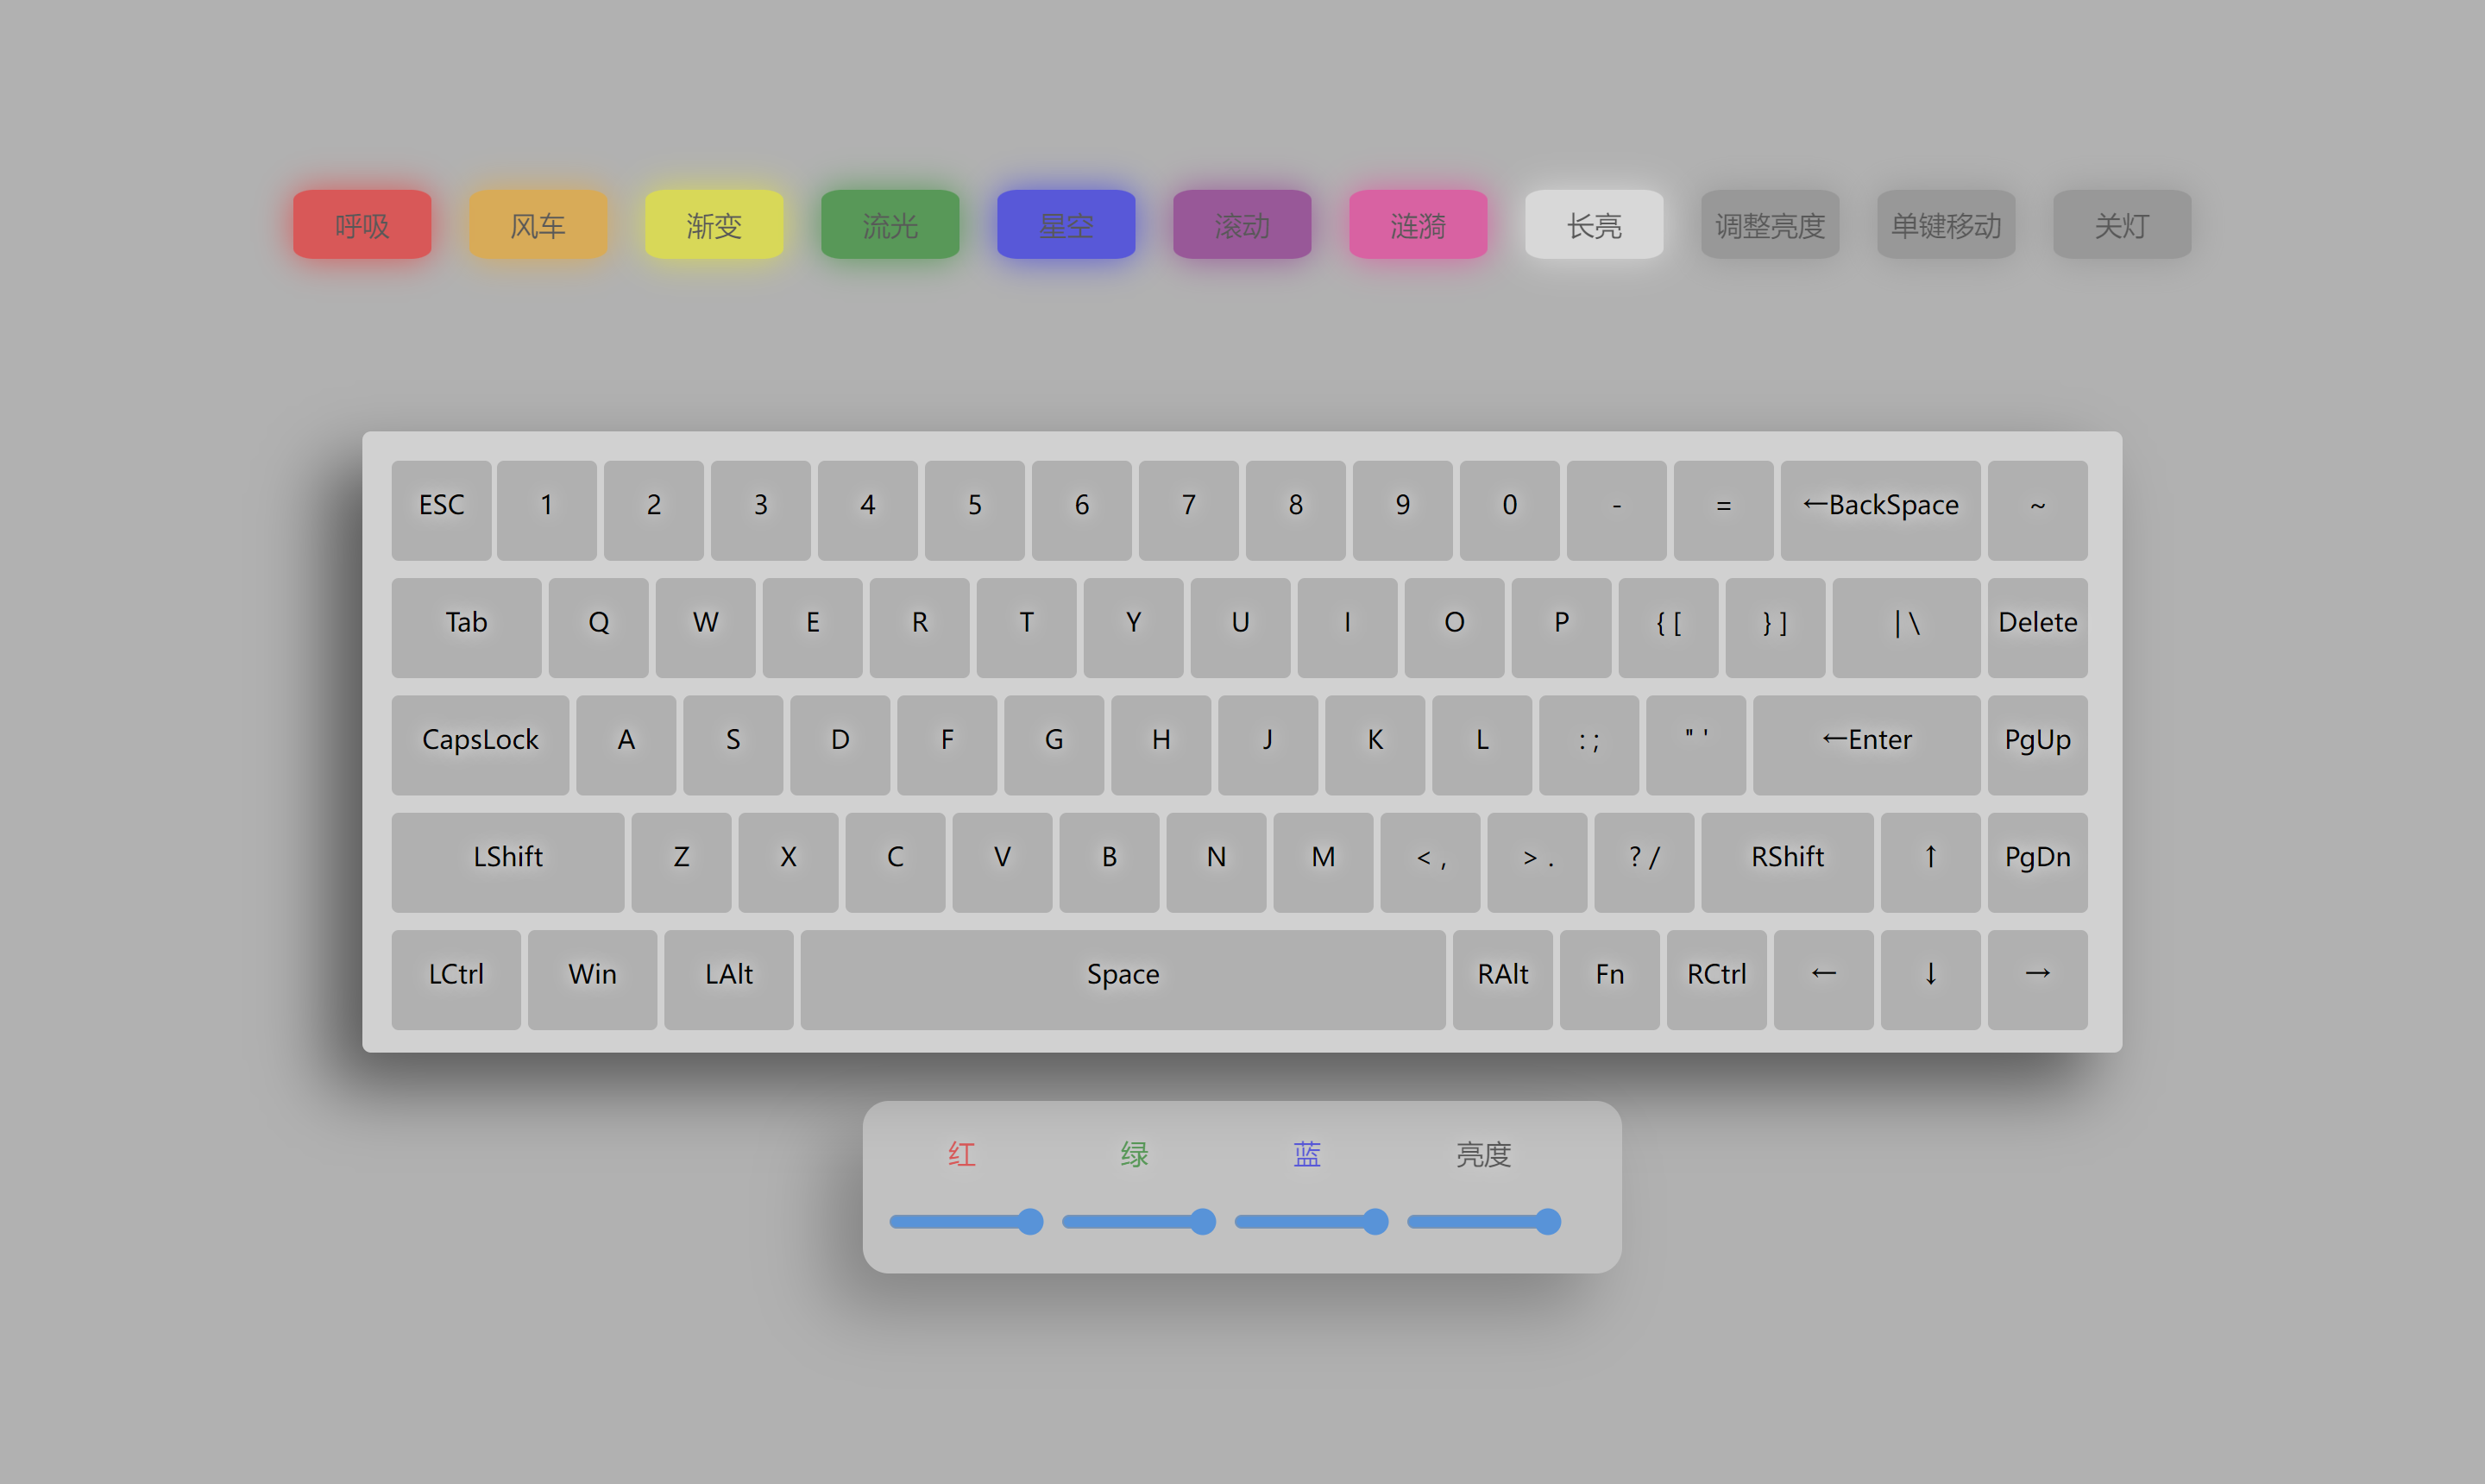 呼吸 风车 渐变 流光 星空 滚动 涟漪 长亮 调整亮度 单键移动 关灯
ESC 1 2 3 4 5 6 7 8 9 0 - = ←BackSpace ~
Tab Q W E R T Y U I O P { [ } ] | \ Delete
CapsLock A S D F G H J K L : ; " ' ←Enter PgUp
LShift Z X C V B N M < , > . ? / RShift ↑ PgDn
LCtrl Win LAlt Space RAlt Fn RCtrl ← ↓ →
红 绿 蓝 亮度